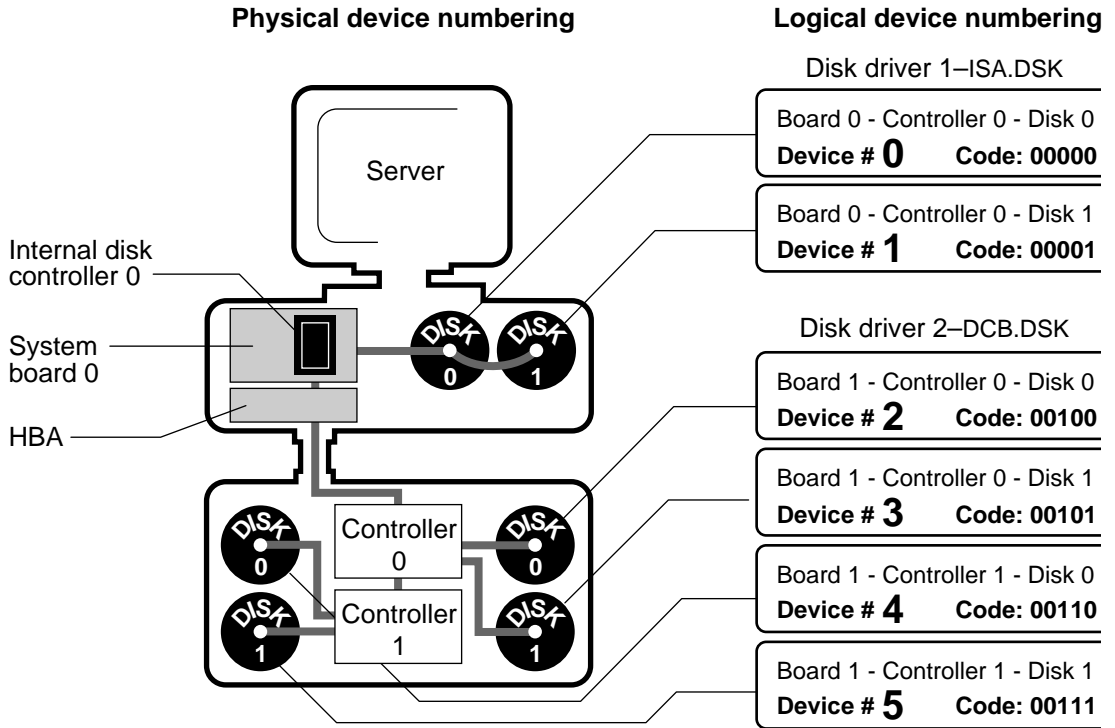 Physical device numbering
Logical device numbering
Disk driver 1–ISA.DSK
Board 0 - Controller 0 - Disk 0
Device # 0 Code: 00000
Board 0 - Controller 0 - Disk 1
Device # 1 Code: 00001
Server
Internal disk
controller 0
System
board 0
HBA
DISK
0
DISK
1
Disk driver 2–DCB.DSK
Board 1 - Controller 0 - Disk 0
Device # 2 Code: 00100
Board 1 - Controller 0 - Disk 1
Device # 3 Code: 00101
Board 1 - Controller 1 - Disk 0
Device # 4 Code: 00110
Board 1 - Controller 1 - Disk 1
Device # 5 Code: 00111
DISK
0
Controller
0
DISK
0
DISK
1
Controller
1
DISK
1